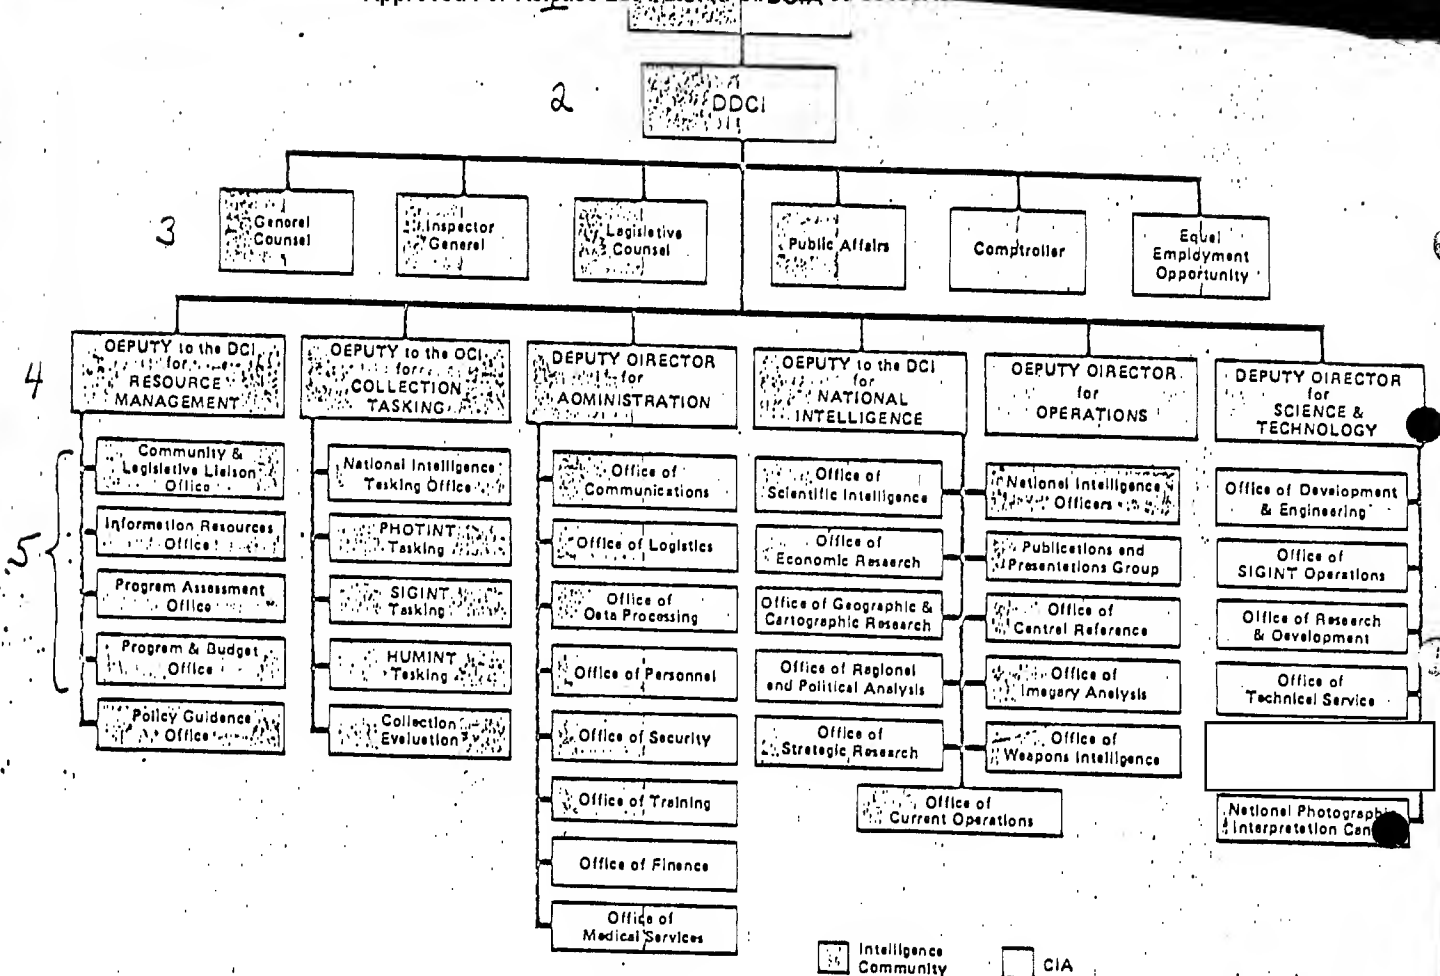 Approved For Release
2
DDCI
3
General
Counsel
Inspector
General
Legislative
Counsel
Public Affairs
Comptroller
Equal
Employment
Opportunity
4
DEPUTY to the DCI
for
RESOURCE
MANAGEMENT
DEPUTY to the DCI
for
COLLECTION
TASKING
DEPUTY DIRECTOR
for
ADMINISTRATION
DEPUTY to the DCI
for
NATIONAL
INTELLIGENCE
DEPUTY DIRECTOR
for
OPERATIONS
DEPUTY DIRECTOR
for
SCIENCE &
TECHNOLOGY
5
Community &
Legislative Liaison
Office
Information Resources
Office
Program Assessment
Office
Program & Budget
Office
Policy Guidance
Office
National Intelligence
Tasking Office
PHOTINT
Tasking
SIGINT
Tasking
HUMINT
Tasking
Collection
Evaluation
Office of
Communications
Office of Logistics
Office of
Data Processing
Office of Personnel
Office of Security
Office of Training
Office of Finance
Office of
Medical Services
Office of
Scientific Intelligence
Office of
Economic Research
Office of Geographic &
Cartographic Research
Office of Regional
and Political Analysis
Office of
Strategic Research
National Intelligence
Officers
Publications and
Presentations Group
Office of
Central Reference
Office of
Imagery Analysis
Office of
Weapons Intelligence
Office of
Current Operations
Office of Development
& Engineering
Office of
SIGINT Operations
Office of Research
& Development
Office of
Technical Service
National Photographic
Interpretation
Intelligence
Community
CIA